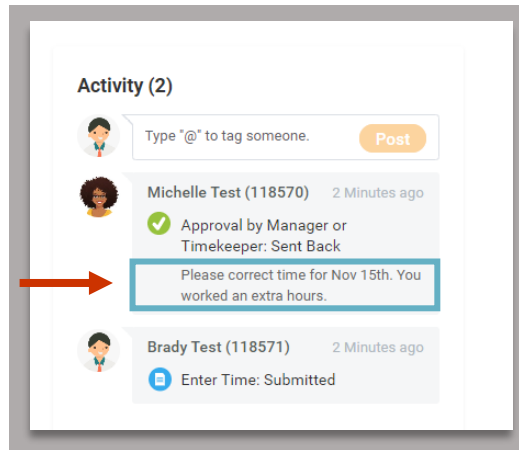 Activity (2)
Type "@" to tag someone.
Post
Michelle Test (118570) 2 Minutes ago
Approval by Manager or
Timekeeper: Sent Back
Please correct time for Nov 15th. You
worked an extra hours.
Brady Test (118571) 2 Minutes ago
Enter Time: Submitted